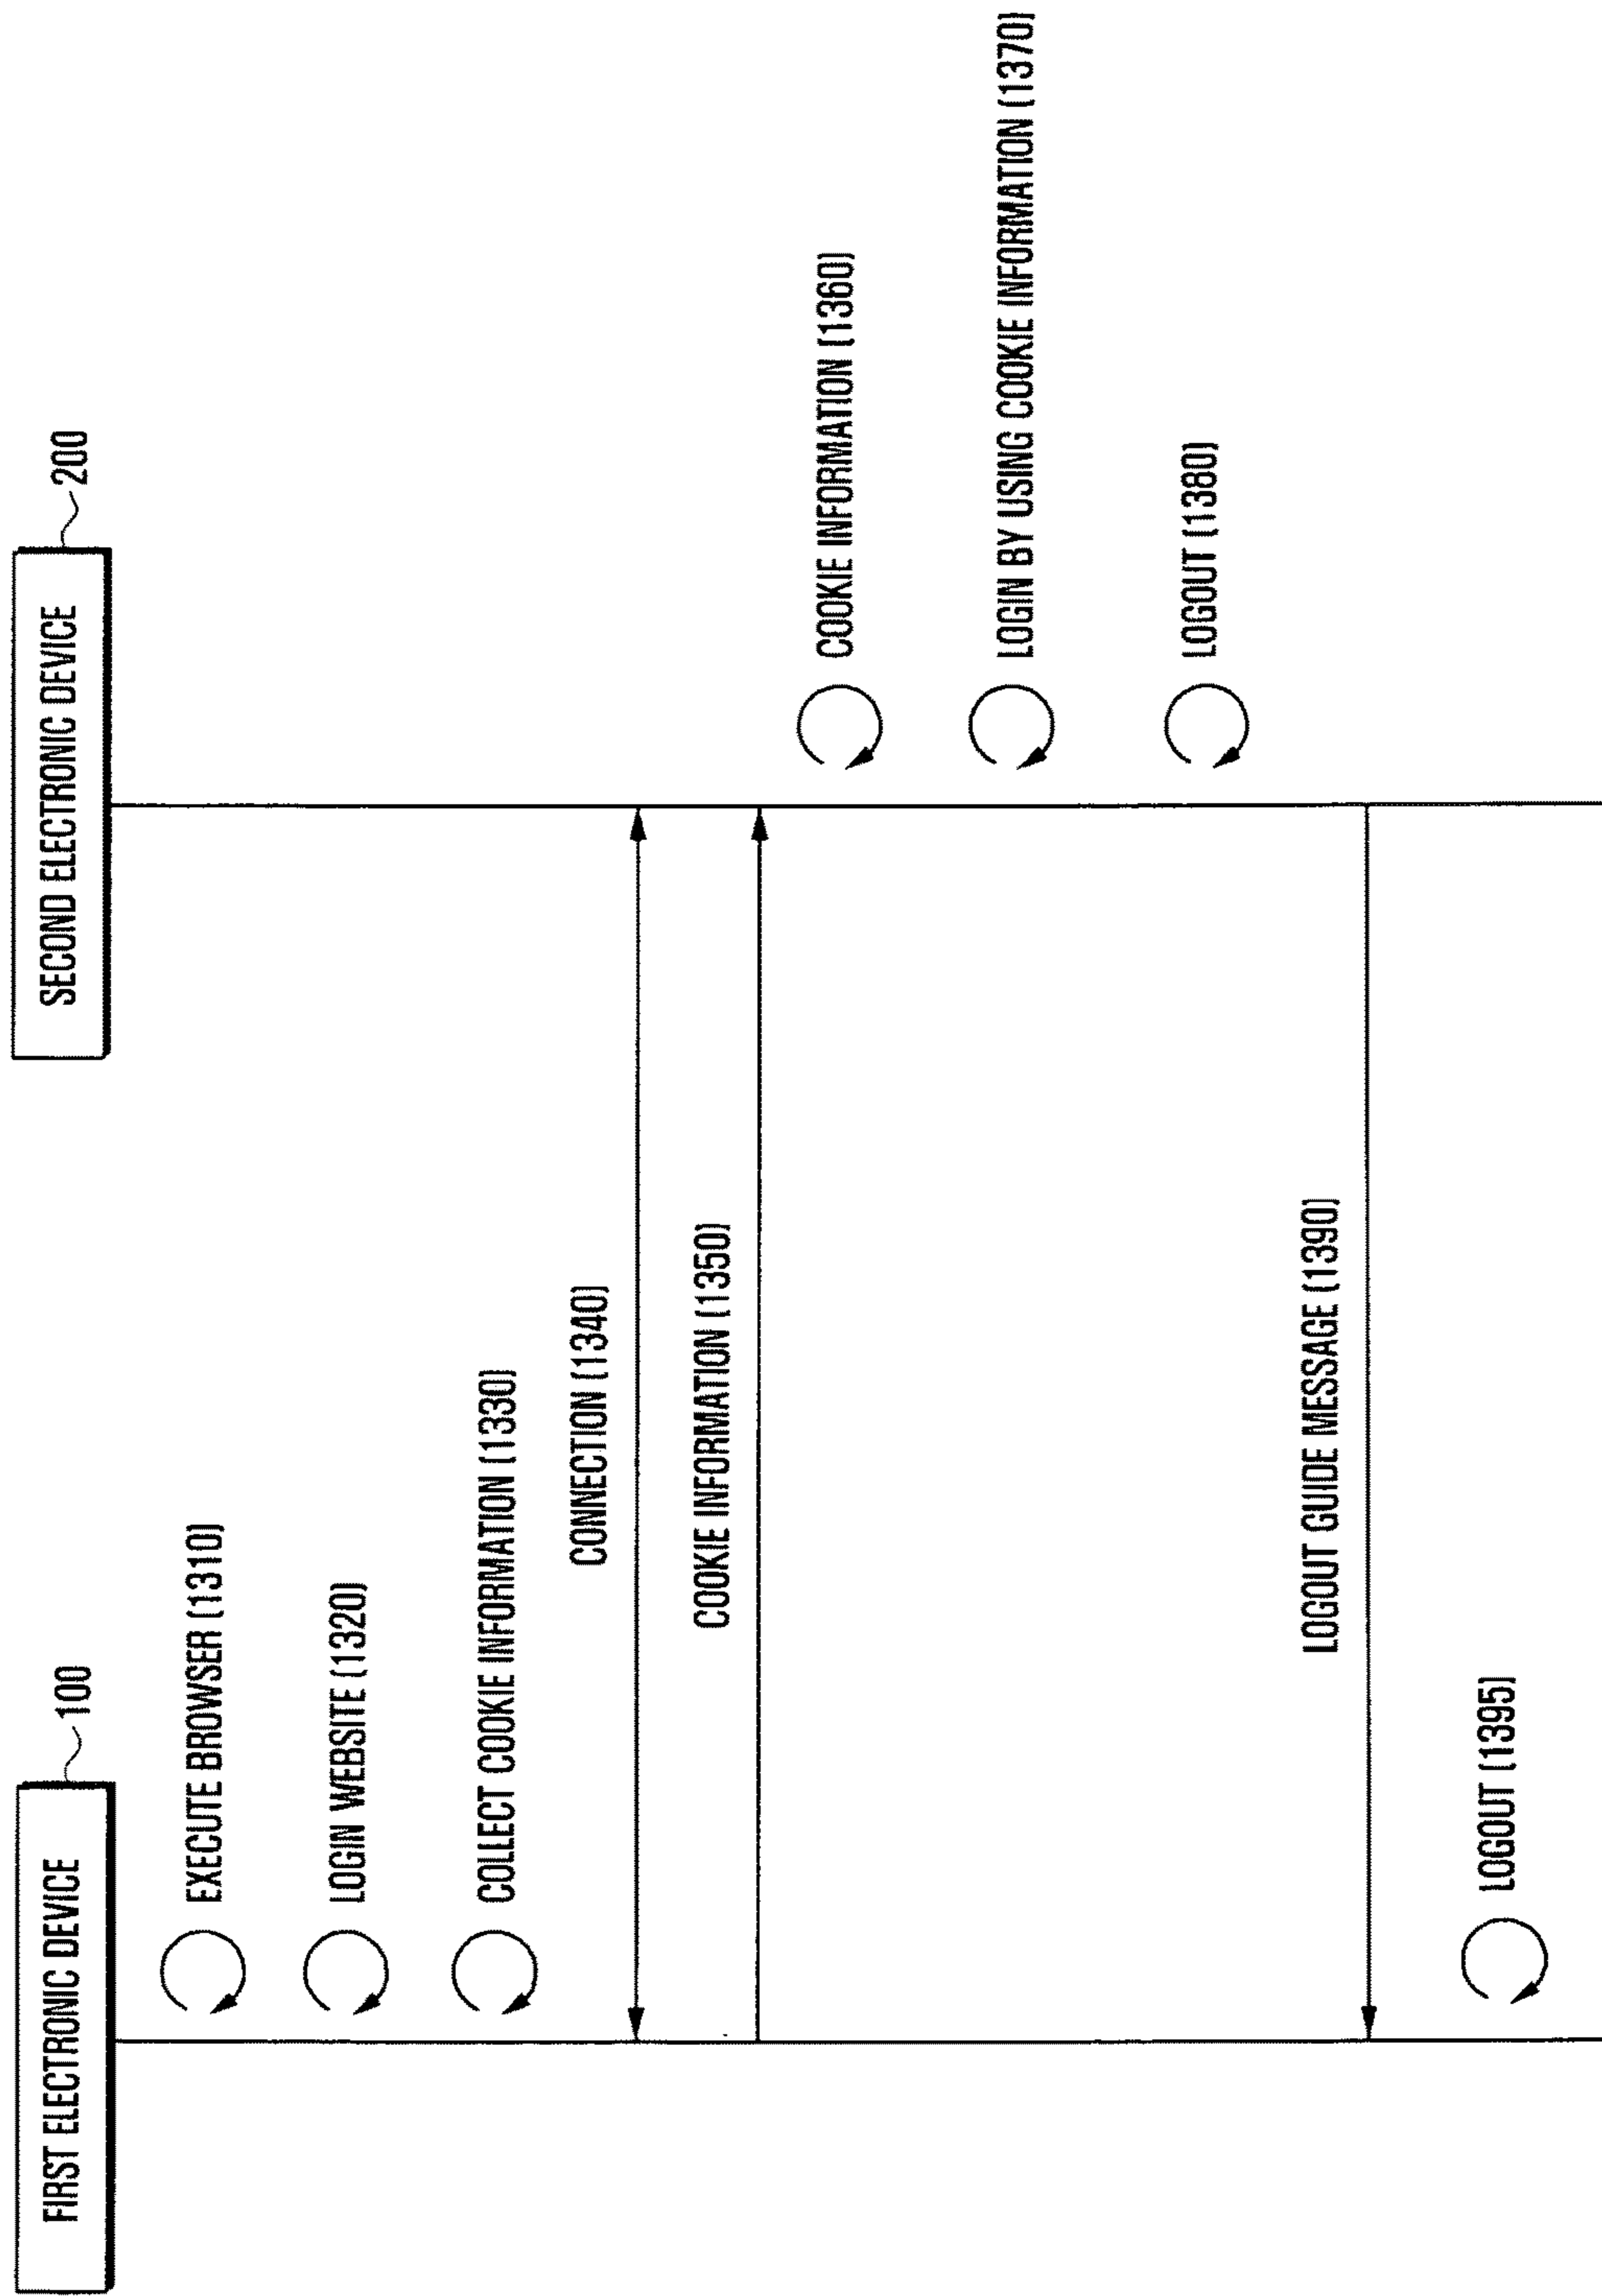 FIRST ELECTRONIC DEVICE
100
SECOND ELECTRONIC DEVICE
200
EXECUTE BROWSER (1310)
LOGIN WEBSITE (1320)
COLLECT COOKIE INFORMATION (1330)
CONNECTION (1340)
COOKIE INFORMATION (1350)
COOKIE INFORMATION (1360)
LOGIN BY USING COOKIE INFORMATION (1370)
LOGOUT (1380)
LOGOUT GUIDE MESSAGE (1390)
LOGOUT (1395)